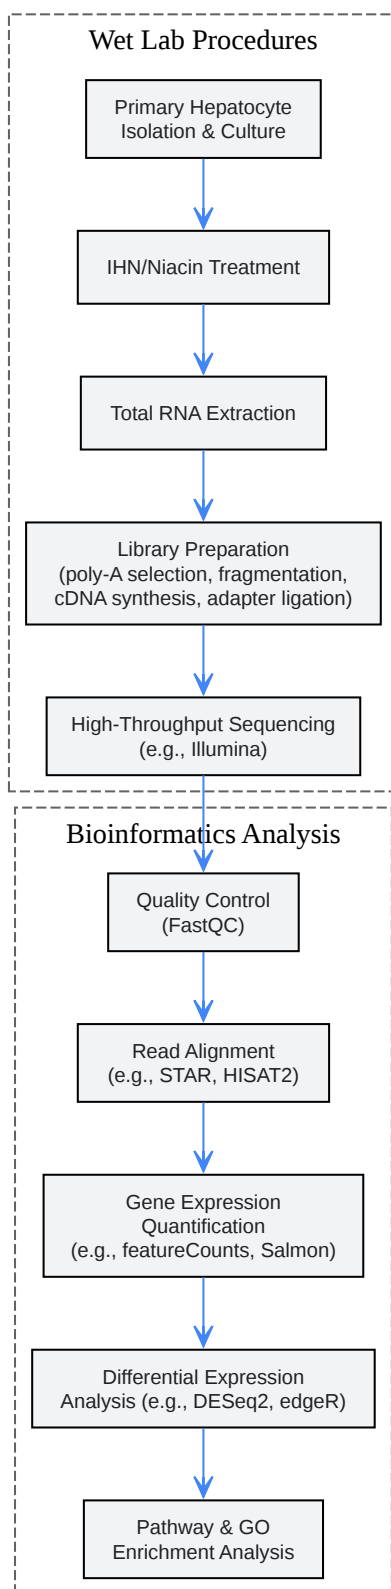 Wet Lab Procedures
Primary Hepatocyte
Isolation & Culture
IHN/Niacin Treatment
Total RNA Extraction
Library Preparation
(poly-A selection, fragmentation,
cDNA synthesis, adapter ligation)
High-Throughput Sequencing
(e.g., Illumina)
Bioinformatics Analysis
Quality Control
(FastQC)
Read Alignment
(e.g., STAR, HISAT2)
Gene Expression
Quantification
(e.g., featureCounts, Salmon)
Differential Expression
Analysis (e.g., DESeq2, edgeR)
Pathway & GO
Enrichment Analysis